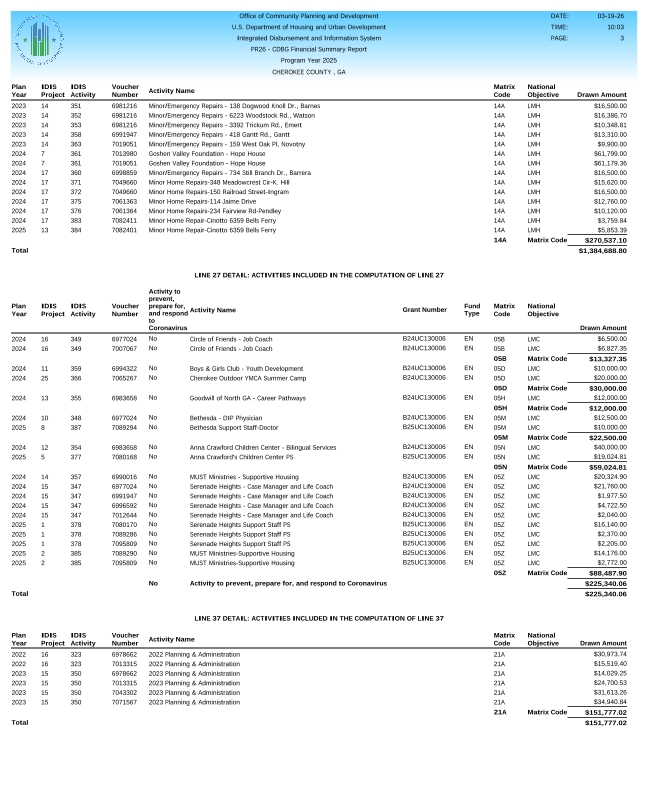 Office of Community Planning and Development DATE: 03-19-26
U.S. Department of Housing and Urban Development TIME: 10:03
Integrated Disbursement and Information System PAGE: 3
PR26 - CDBG Financial Summary Report
Program Year 2025
CHEROKEE COUNTY , GA
Plan Year IDIS Project IDIS Activity Voucher Number Activity Name Matrix Code National Objective Drawn Amount
2023 14 351 6981216 Minor/Emergency Repairs - 138 Dogwood Knoll Dr., Barnes 14A LMH $16,500.00
2023 14 352 6981216 Minor/Emergency Repairs - 6223 Woodstock Rd., Watson 14A LMH $16,386.70
2023 14 353 6981216 Minor/Emergency Repairs - 3392 Trickum Rd., Emert 14A LMH $10,348.81
2023 14 358 6991947 Minor/Emergency Repairs - 418 Gantt Rd., Gantt 14A LMH $13,310.00
2023 14 363 7019051 Minor/Emergency Repairs - 159 West Oak Pl, Novotny 14A LMH $9,900.00
2024 7 361 7013980 Goshen Valley Foundation - Hope House 14A LMH $61,799.00
2024 7 361 7019051 Goshen Valley Foundation - Hope House 14A LMH $61,179.36
2024 17 360 6998859 Minor/Emergency Repairs - 734 Still Branch Dr., Barrera 14A LMH $16,500.00
2024 17 371 7049660 Minor Home Repairs-348 Meadowcrest Cir-K. Hill 14A LMH $15,620.00
2024 17 372 7049660 Minor Home Repairs-150 Railroad Street-Ingram 14A LMH $16,500.00
2024 17 375 7061363 Minor Home Repairs-114 Jaime Drive 14A LMH $12,760.00
2024 17 376 7061364 Minor Home Repairs-234 Fairview Rd-Pendley 14A LMH $10,120.00
2024 17 383 7082411 Minor Home Repair-Cinotto 6359 Bells Ferry 14A LMH $3,759.84
2025 13 384 7082401 Minor Home Repair-Cinotto 6359 Bells Ferry 14A LMH $5,853.39
14A Matrix Code $270,537.10
Total $1,384,688.80
LINE 27 DETAIL: ACTIVITIES INCLUDED IN THE COMPUTATION OF LINE 27
Plan Year IDIS Project IDIS Activity Voucher Number Activity to prevent, prepare for, and respond to Coronavirus Activity Name Grant Number Fund Type Matrix Code National Objective Drawn Amount
2024 16 349 6977024 No Circle of Friends - Job Coach B24UC130006 EN 05B LMC $6,500.00
2024 16 349 7007067 No Circle of Friends - Job Coach B24UC130006 EN 05B LMC $6,827.35
05B Matrix Code $13,327.35
2024 11 359 6994322 No Boys & Girls Club - Youth Development B24UC130006 EN 05D LMC $10,000.00
2024 25 366 7065267 No Cherokee Outdoor YMCA Summer Camp B24UC130006 EN 05D LMC $20,000.00
05D Matrix Code $30,000.00
2024 13 355 6983658 No Goodwill of North GA - Career Pathways B24UC130006 EN 05H LMC $12,000.00
05H Matrix Code $12,000.00
2024 10 348 6977024 No Bethesda - DIP Physician B24UC130006 EN 05M LMC $12,500.00
2025 8 387 7089294 No Bethesda Support Staff-Doctor B25UC130006 EN 05M LMC $10,000.00
05M Matrix Code $22,500.00
2024 12 354 6983658 No Anna Crawford Children Center - Bilingual Services B24UC130006 EN 05N LMC $40,000.00
2025 5 377 7080168 No Anna Crawford's Children Center PS B25UC130006 EN 05N LMC $19,024.81
05N Matrix Code $59,024.81
2024 14 357 6990016 No MUST Ministries - Supportive Housing B24UC130006 EN 05Z LMC $20,324.90
2024 15 347 6977024 No Serenade Heights - Case Manager and Life Coach B24UC130006 EN 05Z LMC $21,760.00
2024 15 347 6991947 No Serenade Heights - Case Manager and Life Coach B24UC130006 EN 05Z LMC $1,977.50
2024 15 347 6996592 No Serenade Heights - Case Manager and Life Coach B24UC130006 EN 05Z LMC $4,722.50
2024 15 347 7012644 No Serenade Heights - Case Manager and Life Coach B24UC130006 EN 05Z LMC $2,040.00
2025 1 378 7080170 No Serenade Heights Support Staff PS B25UC130006 EN 05Z LMC $16,140.00
2025 1 378 7089286 No Serenade Heights Support Staff PS B25UC130006 EN 05Z LMC $2,370.00
2025 1 378 7095809 No Serenade Heights Support Staff PS B25UC130006 EN 05Z LMC $2,205.00
2025 2 385 7089290 No MUST Ministries-Supportive Housing B25UC130006 EN 05Z LMC $14,176.00
2025 2 385 7095809 No MUST Ministries-Supportive Housing B25UC130006 EN 05Z LMC $2,772.00
05Z Matrix Code $88,487.90
No Activity to prevent, prepare for, and respond to Coronavirus $225,340.06
Total $225,340.06
LINE 37 DETAIL: ACTIVITIES INCLUDED IN THE COMPUTATION OF LINE 37
Plan Year IDIS Project IDIS Activity Voucher Number Activity Name Matrix Code National Objective Drawn Amount
2022 16 323 6978662 2022 Planning & Administration 21A $30,973.74
2022 16 323 7013315 2022 Planning & Administration 21A $15,519.40
2023 15 350 6978662 2023 Planning & Administration 21A $14,029.25
2023 15 350 7013315 2023 Planning & Administration 21A $24,700.53
2023 15 350 7043302 2023 Planning & Administration 21A $31,613.26
2023 15 350 7071567 2023 Planning & Administration 21A $34,940.84
21A Matrix Code $151,777.02
Total $151,777.02